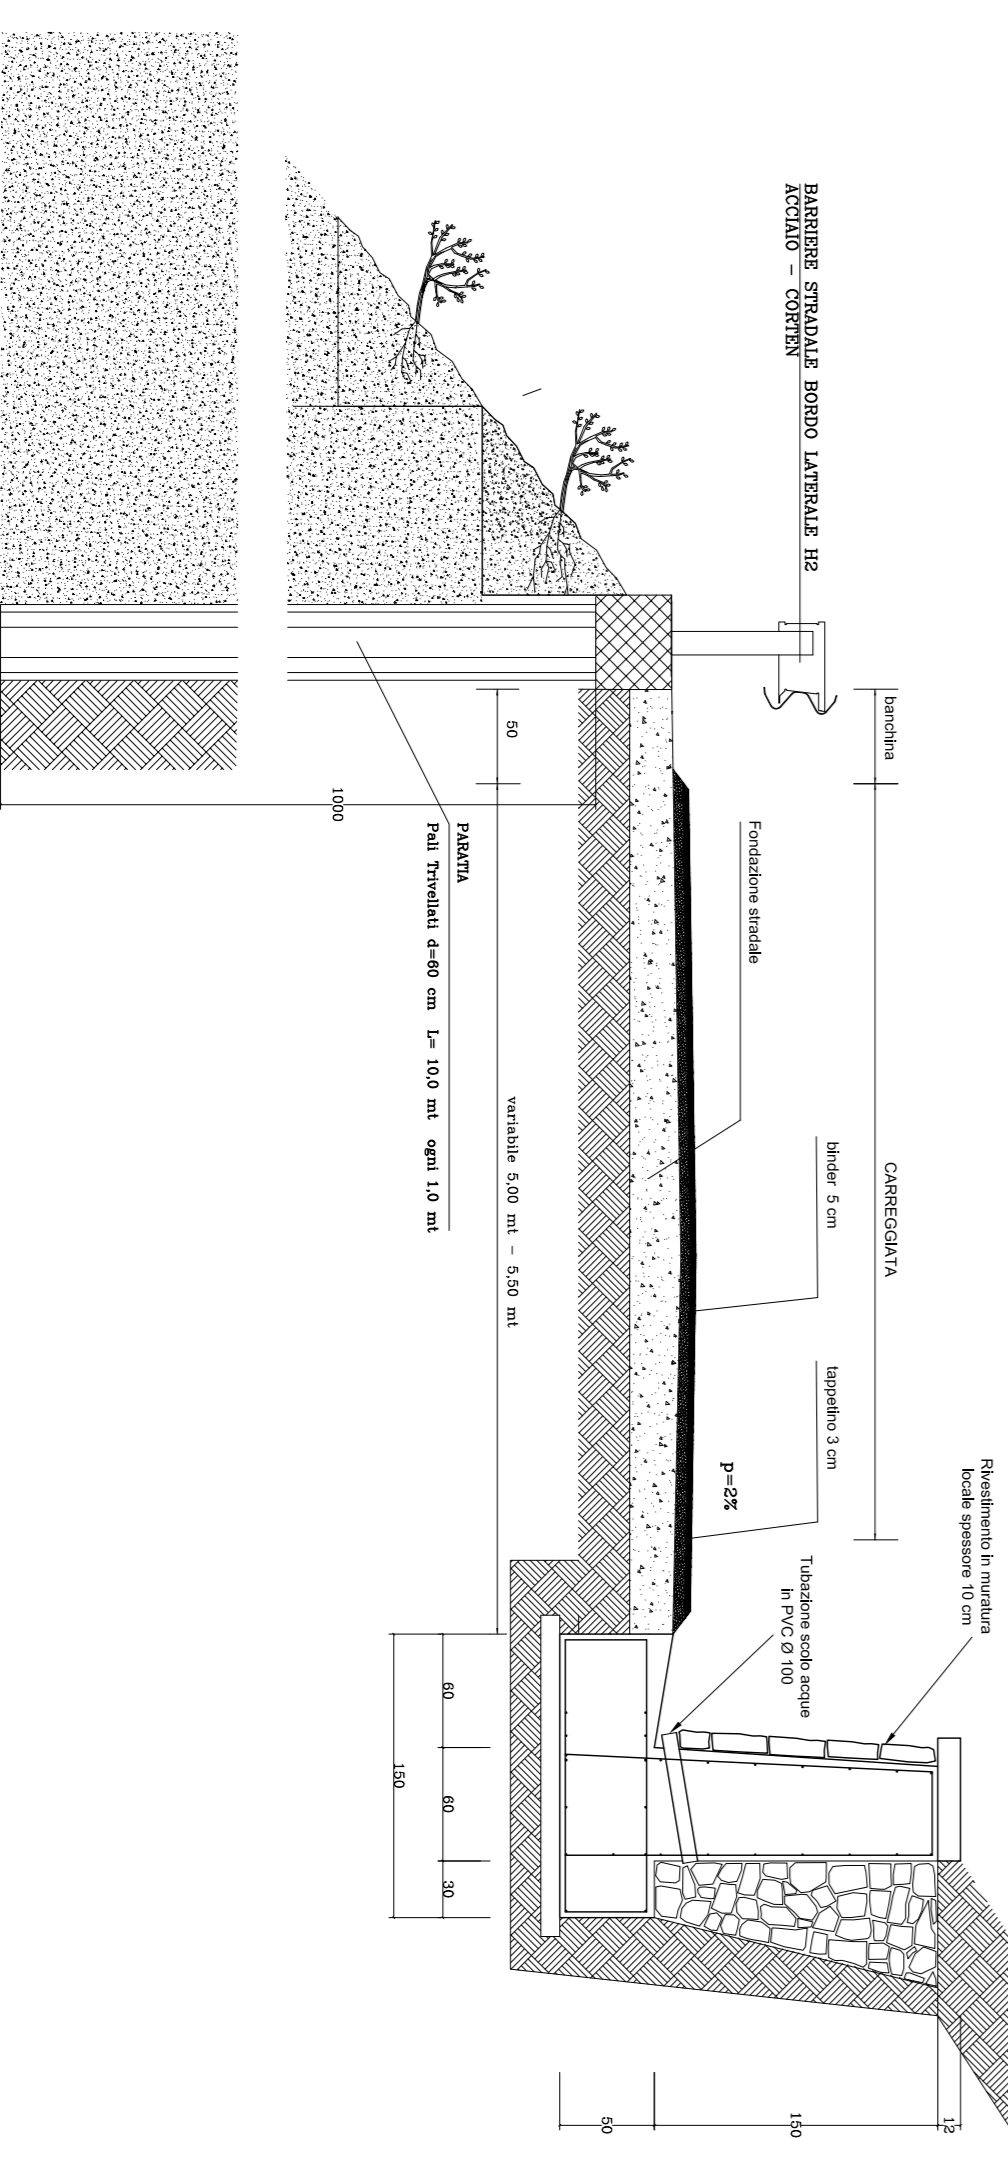 Rivestimento in muratura
locale spessore 10 cm
CARREGGIATA
banchina
BARRIERE STRADALE BORDO LATERALE H2
ACCIAIO - CORTEN
binder 5 cm
tappetino 3 cm
Tubazione scolo acque
in PVC Ø 100
Fondazione stradale
p=2%
12
150
50
50
variabile 5,00 mt - 5,50 mt
PARATIA
Pali Trivellati d=60 cm L= 10,0 mt ogni 1,0 mt
60
60
30
150
1000